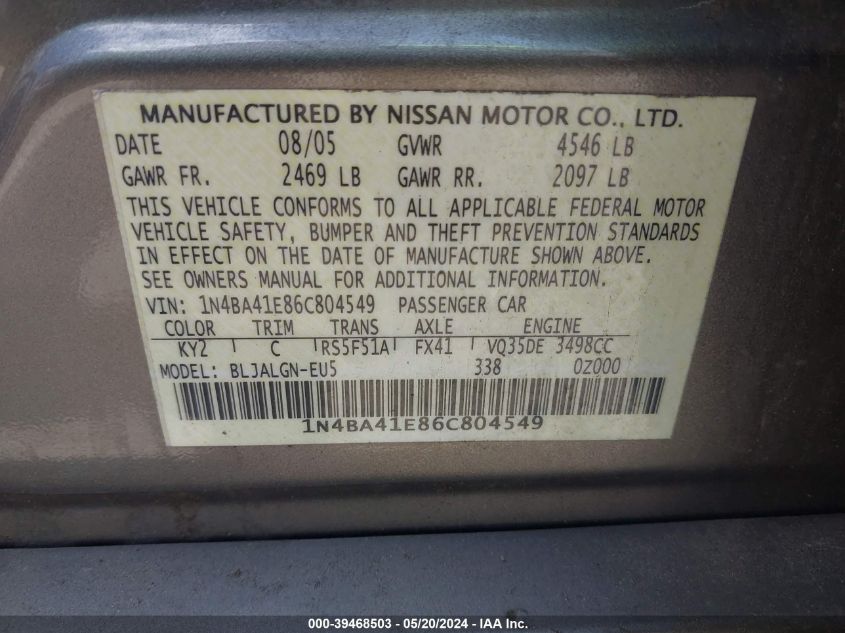 MANUFACTURED BY NISSAN MOTOR CO., LTD.
DATE 08/05 GVWR 4546 LB
GAWR FR. 2469 LB GAWR RR. 2097 LB
THIS VEHICLE CONFORMS TO ALL APPLICABLE FEDERAL MOTOR
VEHICLE SAFETY, BUMPER AND THEFT PREVENTION STANDARDS
IN EFFECT ON THE DATE OF MANUFACTURE SHOWN ABOVE.
SEE OWNERS MANUAL FOR ADDITIONAL INFORMATION.
VIN: 1N4BA41E86C804549 PASSENGER CAR
COLOR TRIM TRANS AXLE ENGINE
KY2 C RS5F51A FX41 VQ35DE 3498CC
MODEL: BLJALGN-EU5 338 0Z000
1N4BA41E86C804549
000-39468503 - 05/20/2024 - IAA Inc.